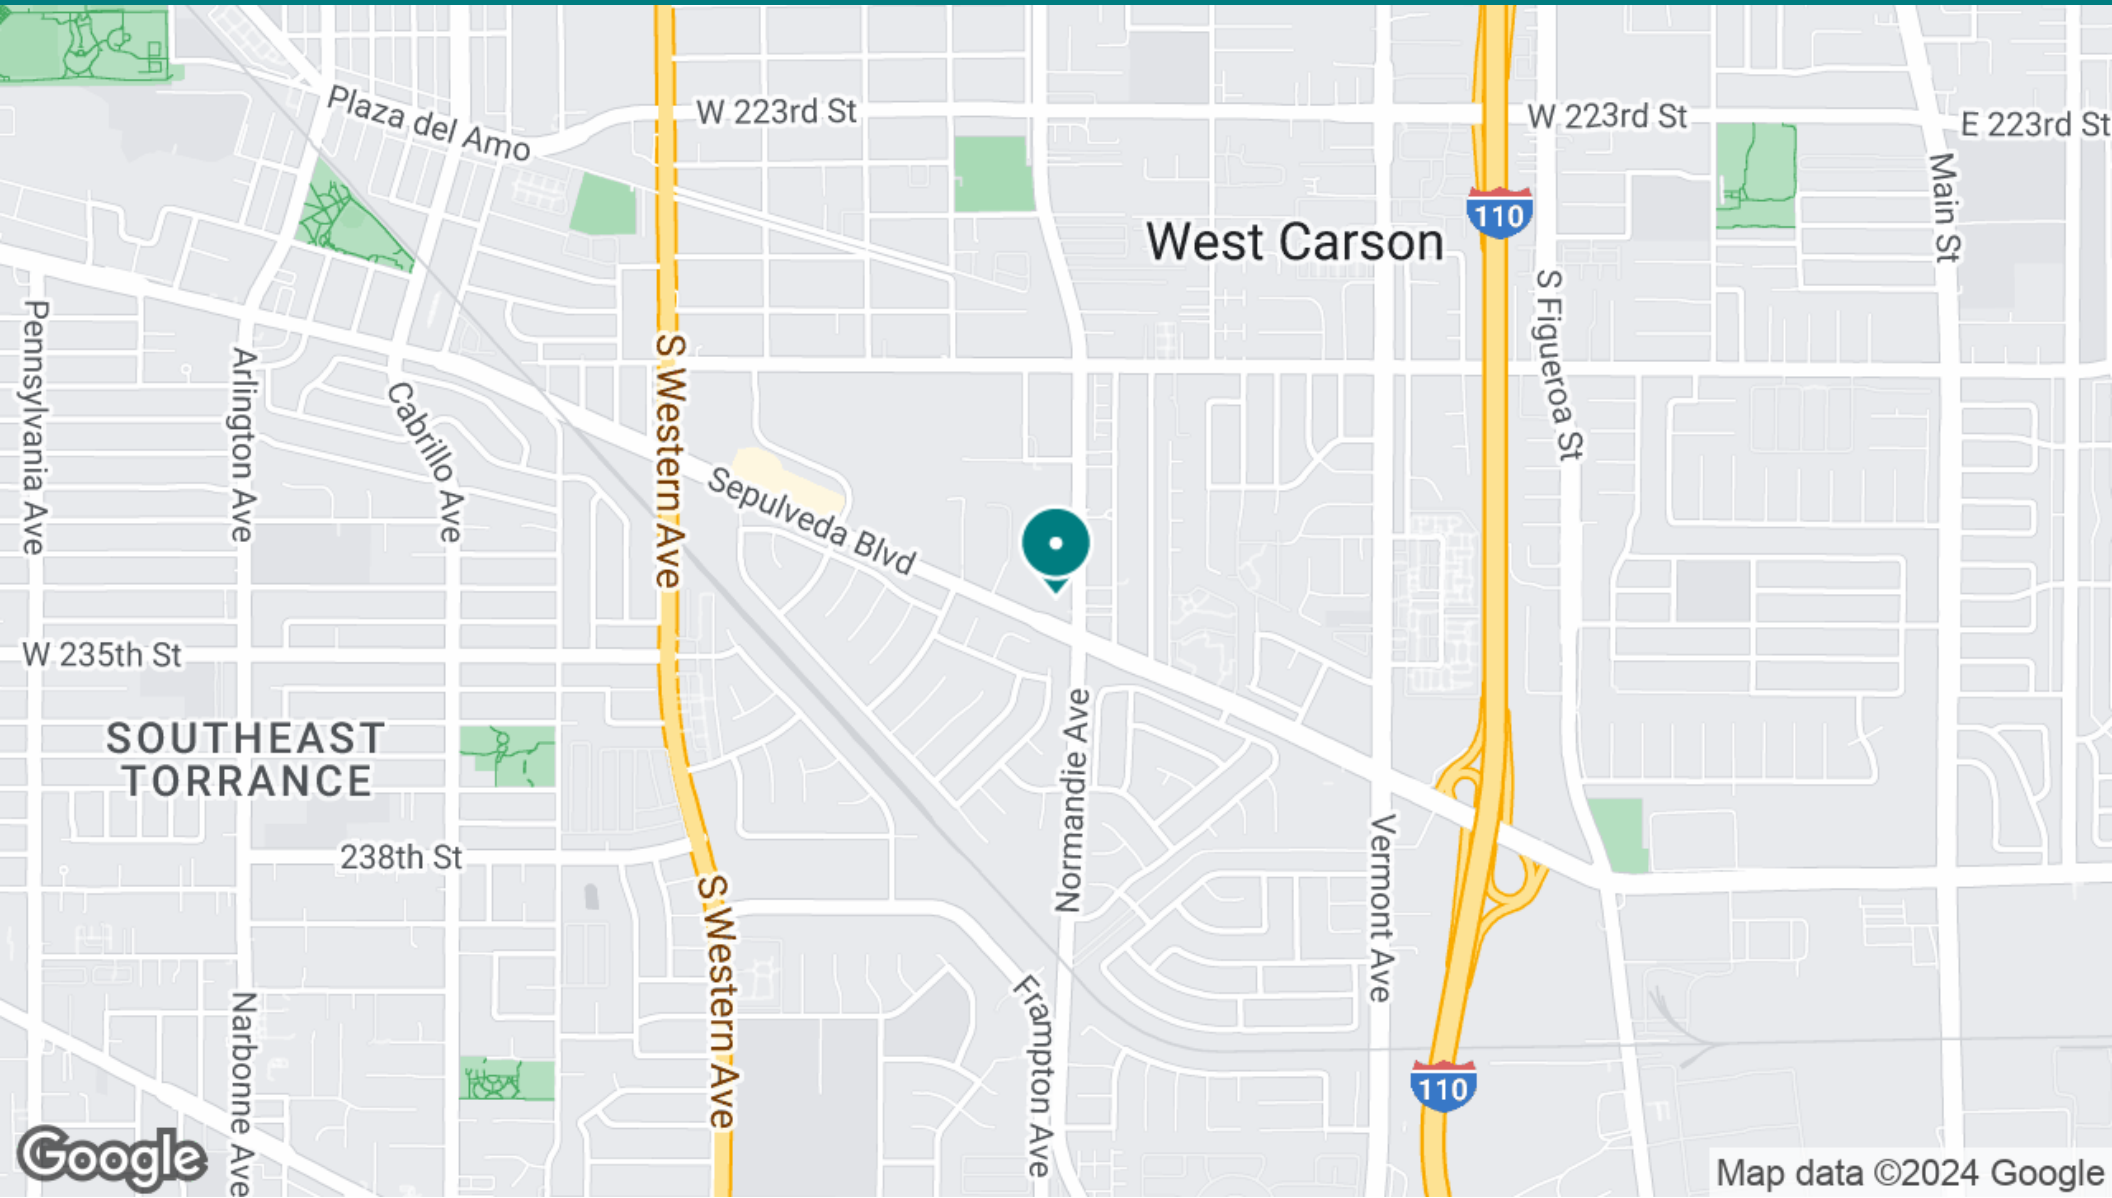 Plaza del Amo
W 223rd St
W 223rd St
E 223rd St
Main St
110
West Carson
S Figueroa St
Pennsylvania Ave
Arlington Ave
Cabrillo Ave
S Western Ave
Sepulveda Blvd
W 235th St
SOUTHEAST
TORRANCE
Normandie Ave
238th St
Vermont Ave
S Western Ave
Frampton Ave
Narbonne Ave
110
Google
Map data ©2024 Google